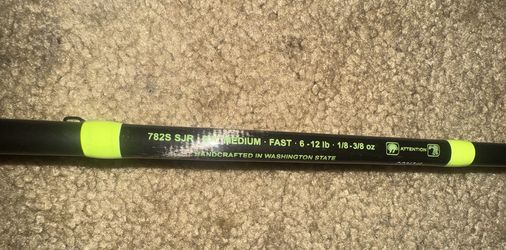 782S SJR MEDIUM · FAST · 6 - 12 lb · 1/8 - 3/8 oz ATTENTION
HANDCRAFTED IN WASHINGTON STATE